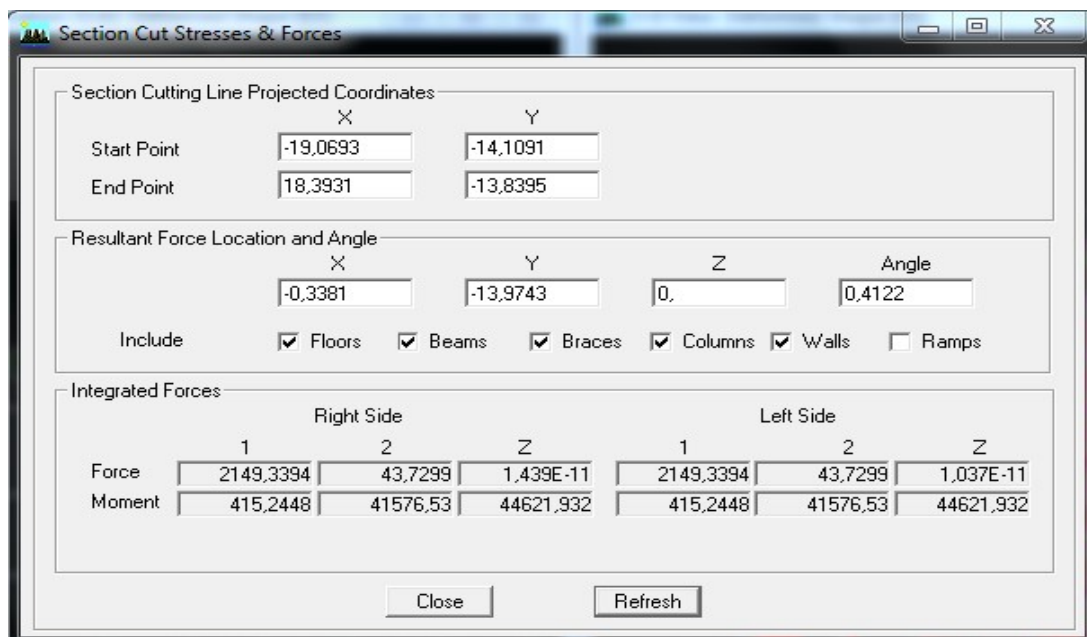 Section Cut Stresses & Forces
Section Cutting Line Projected Coordinates
X Y
Start Point -19,0693 -14,1091
End Point 18,3931 -13,8395
Resultant Force Location and Angle
X Y Z Angle
-0,3381 -13,9743 0, 0,4122
Include Floors Beams Braces Columns Walls Ramps
Integrated Forces
Right Side Left Side
1 2 Z 1 2 Z
Force 2149,3394 43,7299 1,439E-11 2149,3394 43,7299 1,037E-11
Moment 415,2448 41576,53 44621,932 415,2448 41576,53 44621,932
Close Refresh